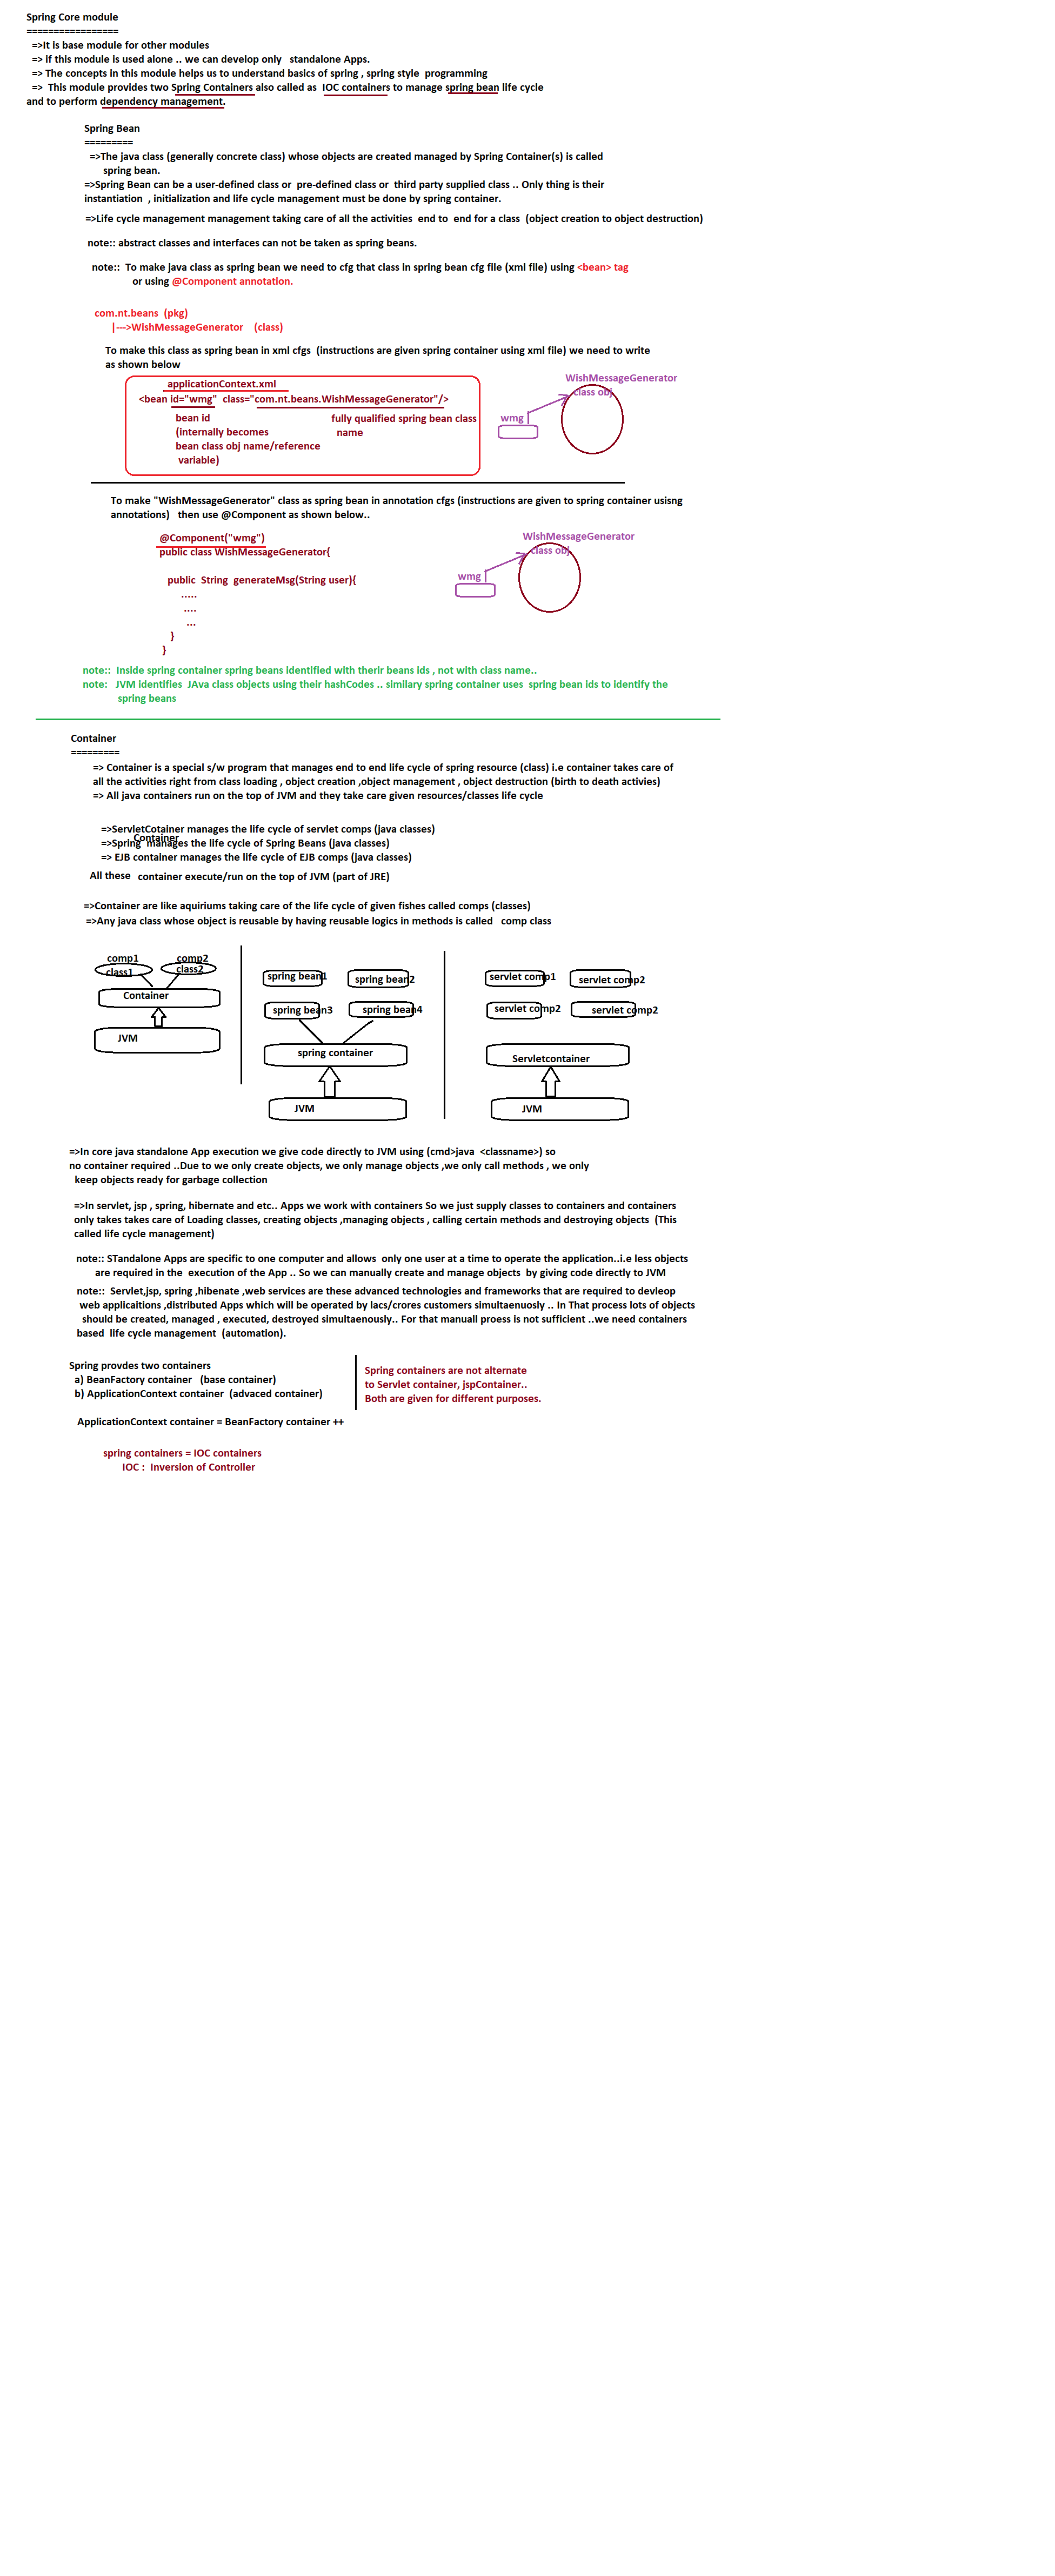 Spring Core module
=================
=>It is base module for other modules
=> if this module is used alone .. we can develop only standalone Apps.
=> The concepts in this module helps us to understand basics of spring , spring style programming
=> This module provides two Spring Containers also called as IOC containers to manage spring bean life cycle
and to perform dependency management.
Spring Bean
=========
=>The java class (generally concrete class) whose objects are created managed by Spring Container(s) is called
spring bean.
=>Spring Bean can be a user-defined class or pre-defined class or third party supplied class .. Only thing is their
instantiation , initialization and life cycle management must be done by spring container.
=>Life cycle management management taking care of all the activities end to end for a class (object creation to object destruction)
note:: abstract classes and interfaces can not be taken as spring beans.
note:: To make java class as spring bean we need to cfg that class in spring bean cfg file (xml file) using <bean> tag
or using @Component annotation.
com.nt.beans (pkg)
|--->WishMessageGenerator (class)
To make this class as spring bean in xml cfgs (instructions are given spring container using xml file) we need to write
as shown below
applicationContext.xml
<bean id="wmg" class="com.nt.beans.WishMessageGenerator"/>
bean id
(internally becomes
bean class obj name/reference
variable)
fully qualified spring bean class
name
WishMessageGenerator
class obj
wmg
To make "WishMessageGenerator" class as spring bean in annotation cfgs (instructions are given to spring container usisng
annotations) then use @Component as shown below..
@Component("wmg")
public class WishMessageGenerator{
public String generateMsg(String user){
.....
....
...
}
}
WishMessageGenerator
class obj
wmg
note:: Inside spring container spring beans identified with therir beans ids , not with class name..
note: JVM identifies JAva class objects using their hashCodes .. similary spring container uses spring bean ids to identify the
spring beans
Container
=========
=> Container is a special s/w program that manages end to end life cycle of spring resource (class) i.e container takes care of
all the activities right from class loading , object creation ,object management , object destruction (birth to death activies)
=> All java containers run on the top of JVM and they take care given resources/classes life cycle
=>ServletCotainer manages the life cycle of servlet comps (java classes)
Container
=>Spring manages the life cycle of Spring Beans (java classes)
=> EJB container manages the life cycle of EJB comps (java classes)
All these container execute/run on the top of JVM (part of JRE)
=>Container are like aquiriums taking care of the life cycle of given fishes called comps (classes)
=>Any java class whose object is reusable by having reusable logics in methods is called comp class
comp1 comp2
class1 class2
Container
JVM
spring bean1 spring bean2
spring bean3 spring bean4
spring container
JVM
servlet comp1 servlet comp2
servlet comp2 servlet comp2
Servletcontainer
JVM
=>In core java standalone App execution we give code directly to JVM using (cmd>java <classname>) so
no container required ..Due to we only create objects, we only manage objects ,we only call methods , we only
keep objects ready for garbage collection
=>In servlet, jsp , spring, hibernate and etc.. Apps we work with containers So we just supply classes to containers and containers
only takes takes care of Loading classes, creating objects ,managing objects , calling certain methods and destroying objects (This
called life cycle management)
note:: STandalone Apps are specific to one computer and allows only one user at a time to operate the application..i.e less objects
are required in the execution of the App .. So we can manually create and manage objects by giving code directly to JVM
note:: Servlet,jsp, spring ,hibenate ,web services are these advanced technologies and frameworks that are required to devleop
web applicaitions ,distributed Apps which will be operated by lacs/crores customers simultaenuosly .. In That process lots of objects
should be created, managed , executed, destroyed simultaenously.. For that manuall proess is not sufficient ..we need containers
based life cycle management (automation).
Spring provdes two containers
a) BeanFactory container (base container)
b) ApplicationContext container (advaced container)
Spring containers are not alternate
to Servlet container, jspContainer..
Both are given for different purposes.
ApplicationContext container = BeanFactory container ++
spring containers = IOC containers
IOC : Inversion of Controller